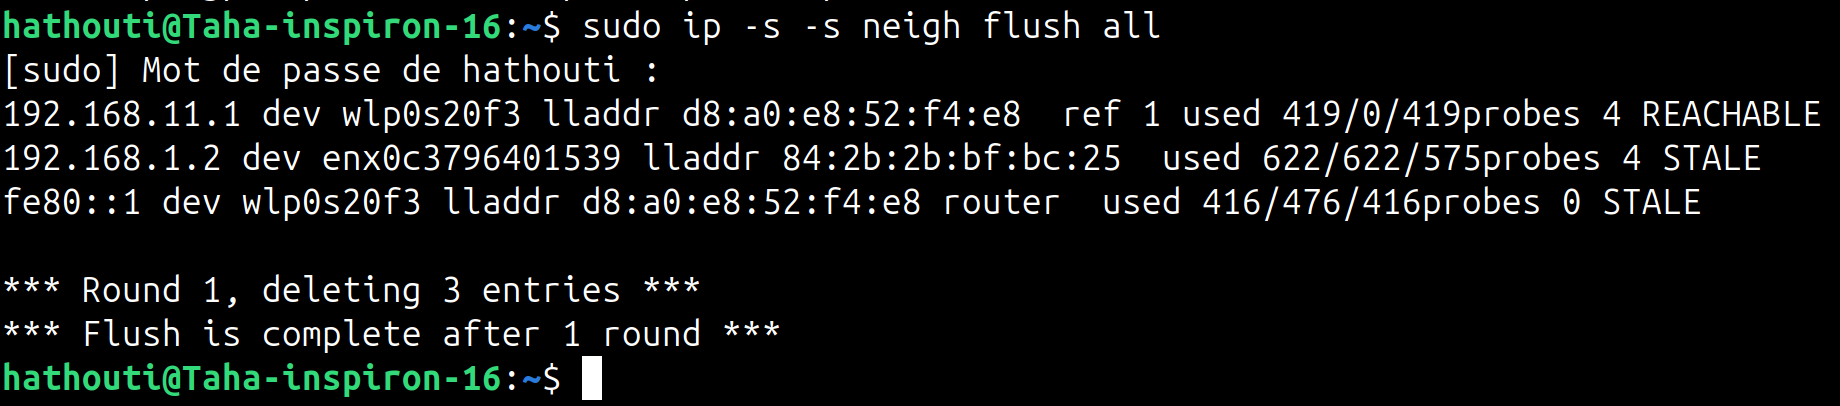 hathouti@Taha-inspiron-16:~$ sudo ip -s -s neigh flush all
[sudo] Mot de passe de hathouti :
192.168.11.1 dev wlp0s20f3 lladdr d8:a0:e8:52:f4:e8  ref 1 used 419/0/419probes 4 REACHABLE
192.168.1.2 dev enx0c3796401539 lladdr 84:2b:2b:bf:bc:25  used 622/622/575probes 4 STALE
fe80::1 dev wlp0s20f3 lladdr d8:a0:e8:52:f4:e8 router  used 416/476/416probes 0 STALE

*** Round 1, deleting 3 entries ***
*** Flush is complete after 1 round ***
hathouti@Taha-inspiron-16:~$